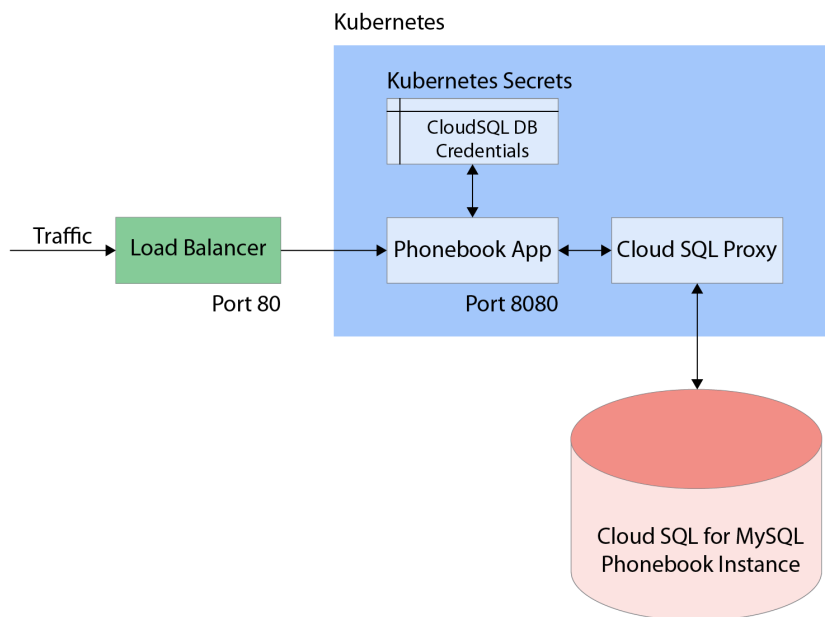 Kubernetes
Kubernetes Secrets
CloudSQL DB
Credentials
Traffic
Load Balancer
Phonebook App
Cloud SQL Proxy
Port 80
Port 8080
Cloud SQL for MySQL
Phonebook Instance